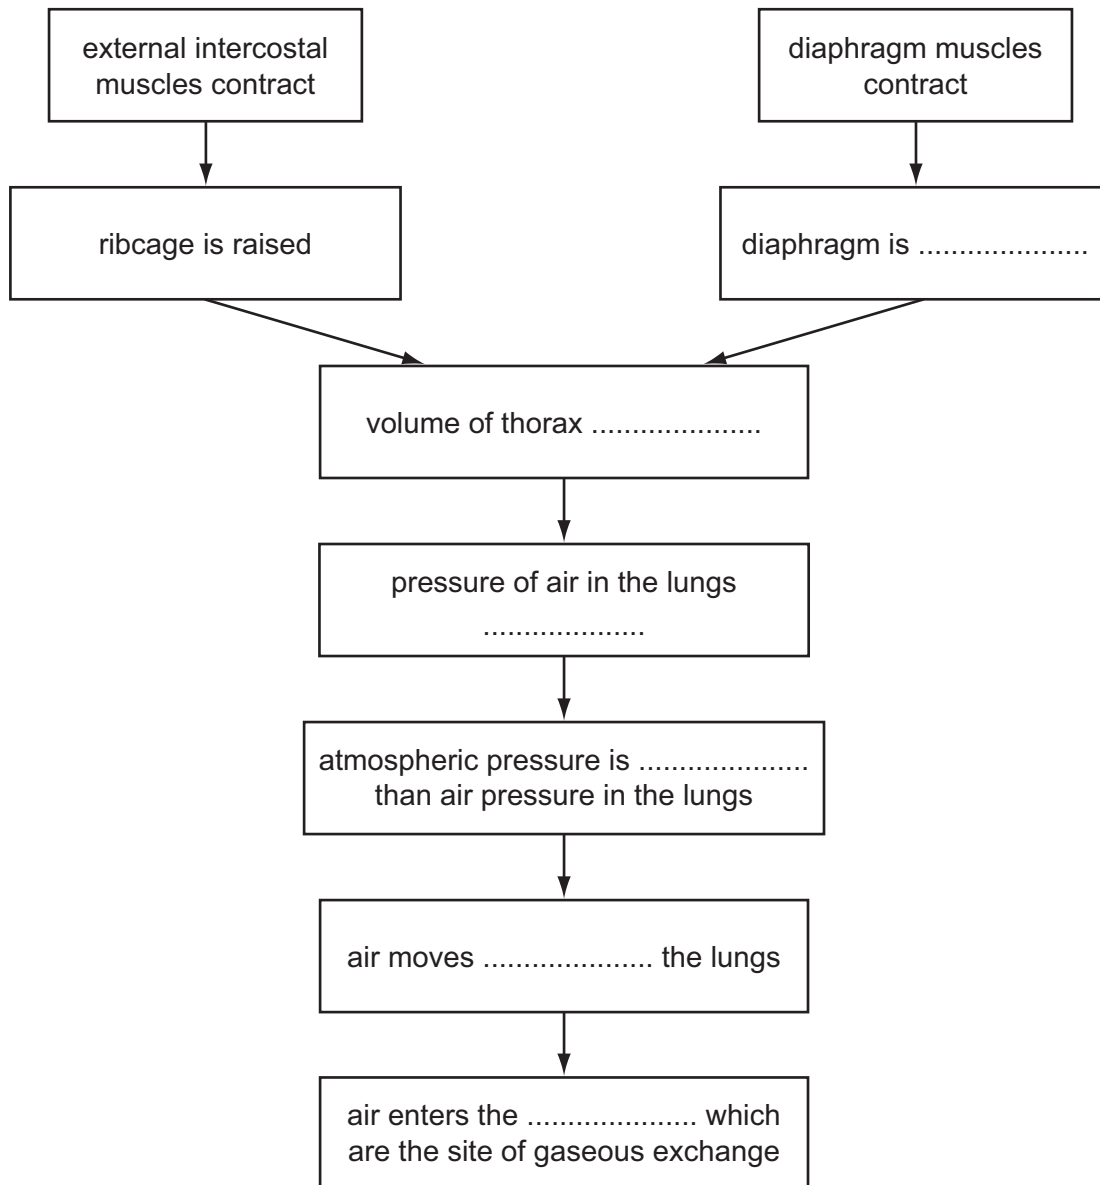 external intercostal
muscles contract
diaphragm muscles
contract
ribcage is raised
diaphragm is .....................
volume of thorax .....................
pressure of air in the lungs
....................
atmospheric pressure is .....................
than air pressure in the lungs
air moves ..................... the lungs
air enters the ..................... which
are the site of gaseous exchange